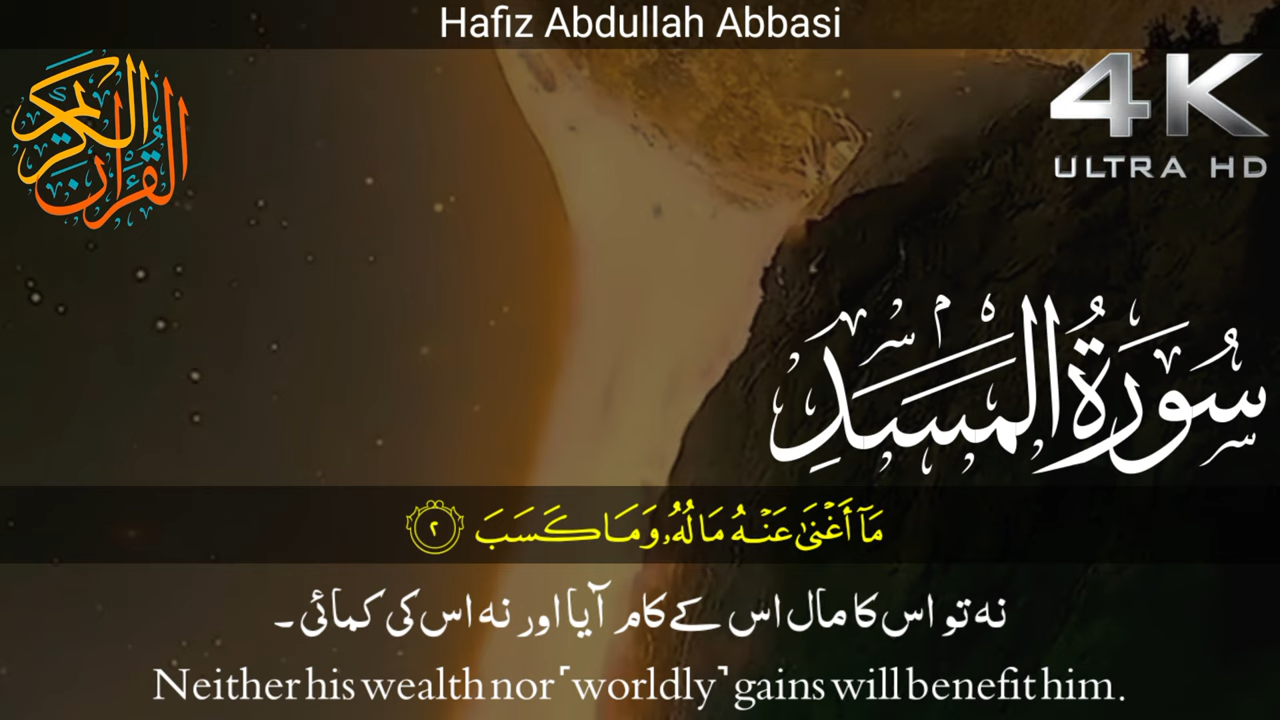 Hafiz Abdullah Abbasi
القرآن الكريم
4K
ULTRA HD
سُورَةُ المَسَدِ
مَآ أَغْنَىٰ عَنْهُ مَالُهُۥ وَمَا كَسَبَ ٢
نہ تو اس کا مال اس کے کام آیا اور نہ اس کی کمائی۔
Neither his wealth nor ˹worldly˺ gains will benefit him.